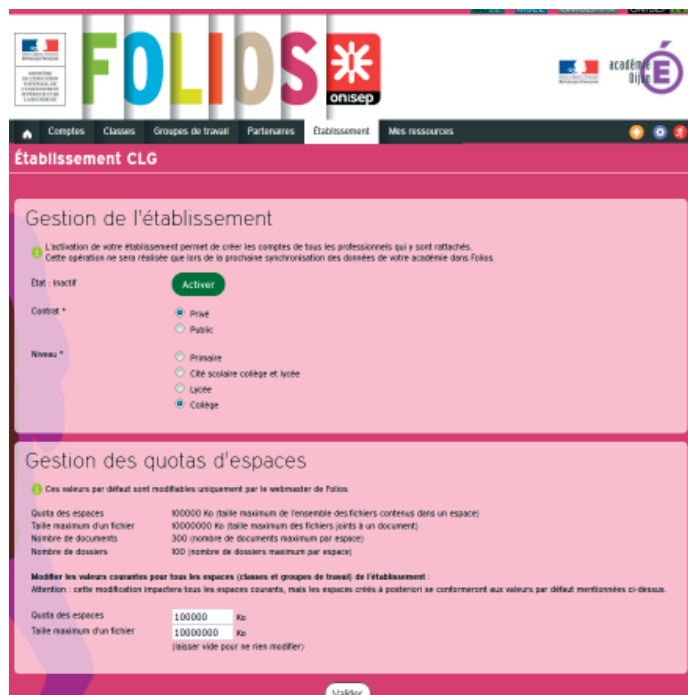 FOLIOS
onisep
académie
Dijon
Comptes Classes Groupes de travail Partenaires Établissement Mes ressources
Établissement CLG
Gestion de l'établissement
L'activation de votre établissement permet de créer les comptes de tous les professionnels qui y sont rattachés.
Cette opération ne sera réalisée que lors de la prochaine synchronisation des données de votre académie dans Folios.
État : Inactif Activer
Contrat * Privé
Public
Niveau * Primaire
Cité scolaire collège et lycée
Lycée
Collège
Gestion des quotas d'espaces
Ces valeurs par défaut sont modifiables uniquement par le webmaster de Folios
Quota des espaces 100000 Ko (taille maximum de l'ensemble des fichiers contenus dans un espace)
Taille maximum d'un fichier 10000000 Ko (taille maximum des fichiers joints à un document)
Nombre de documents 300 (nombre de documents maximum par espace)
Nombre de dossiers 100 (nombre de dossiers maximum par espace)
Modifier les valeurs courantes pour tous les espaces (classes et groupes de travail) de l'établissement :
Attention : cette modification impactera tous les espaces courants, mais les espaces créés à posteriori se conformeront aux valeurs par défaut mentionnées ci-dessus.
Quota des espaces 100000 Ko
Taille maximum d'un fichier 10000000 Ko
(laisser vide pour ne rien modifier)
Valider